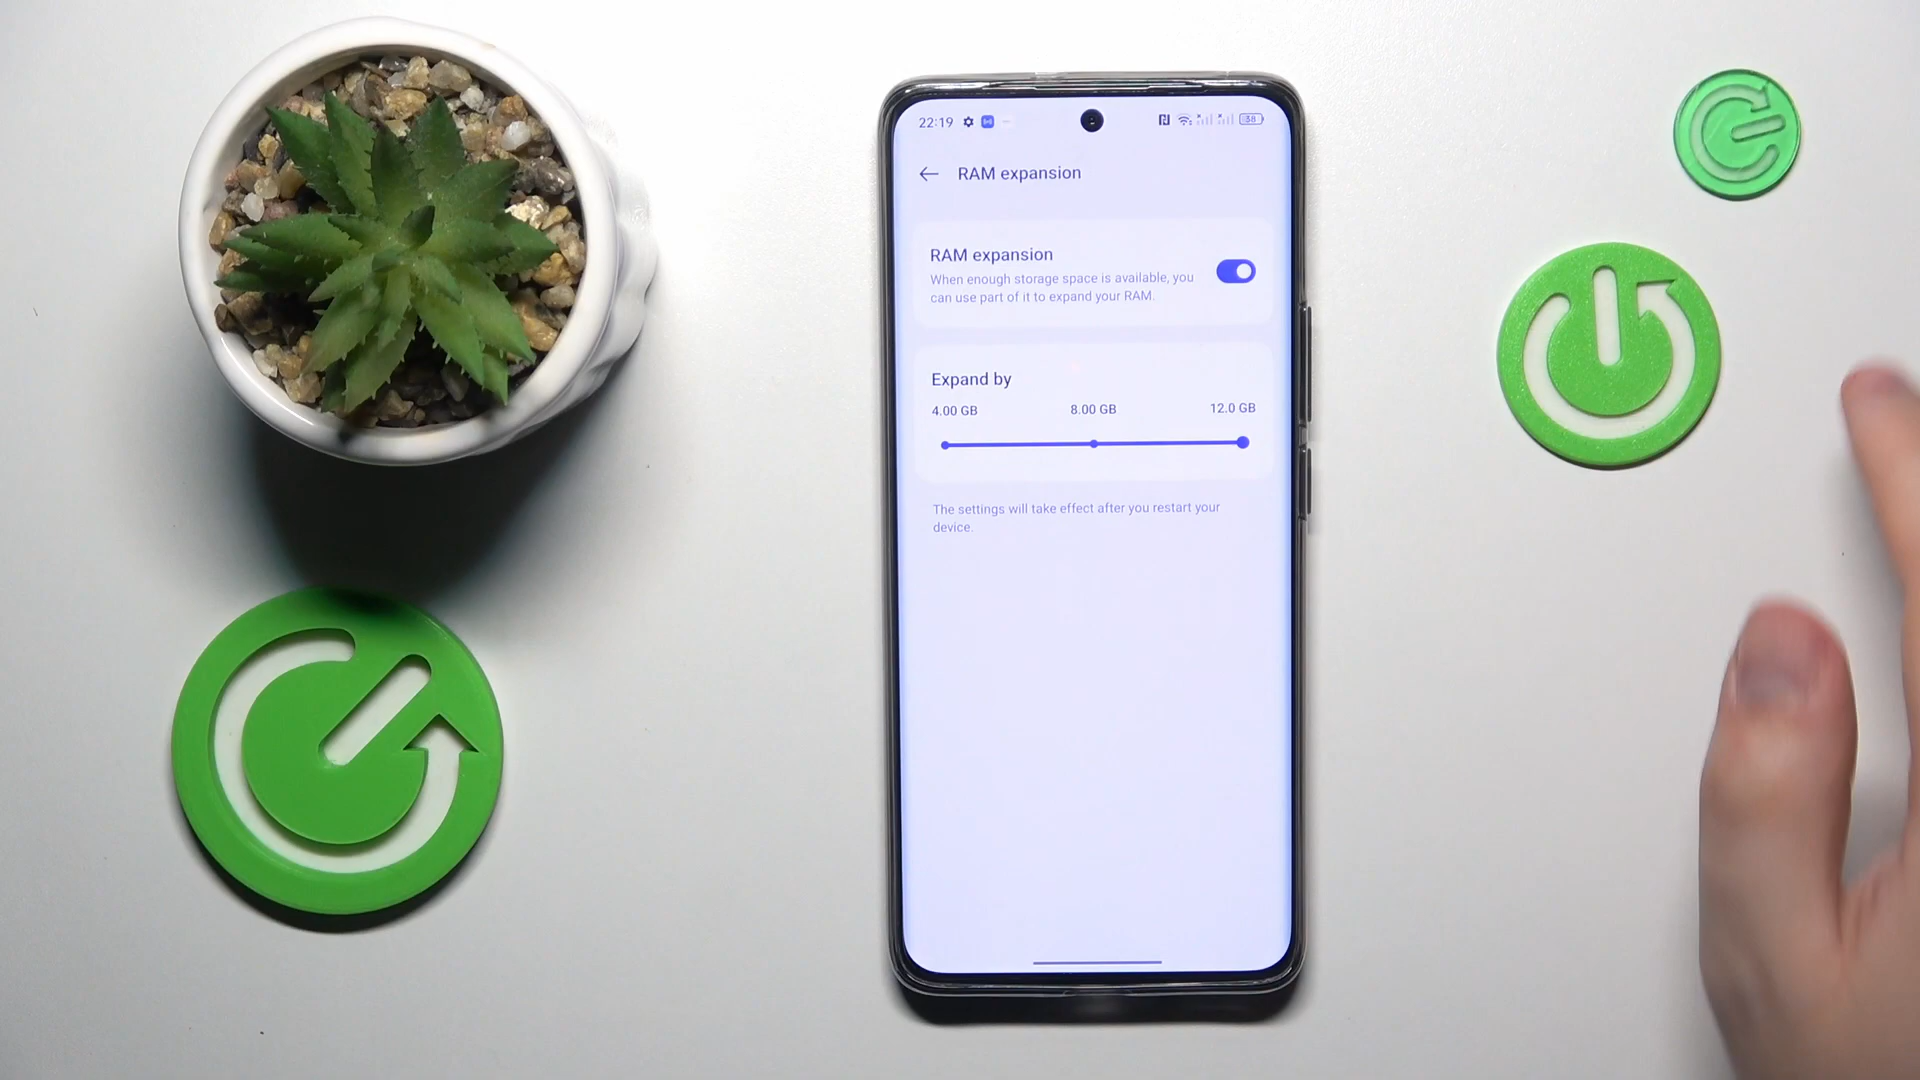 22:19
38
RAM expansion
RAM expansion
When enough storage space is available, you
can use part of it to expand your RAM.
Expand by
4.00 GB 8.00 GB 12.0 GB
The settings will take effect after you restart your
device.